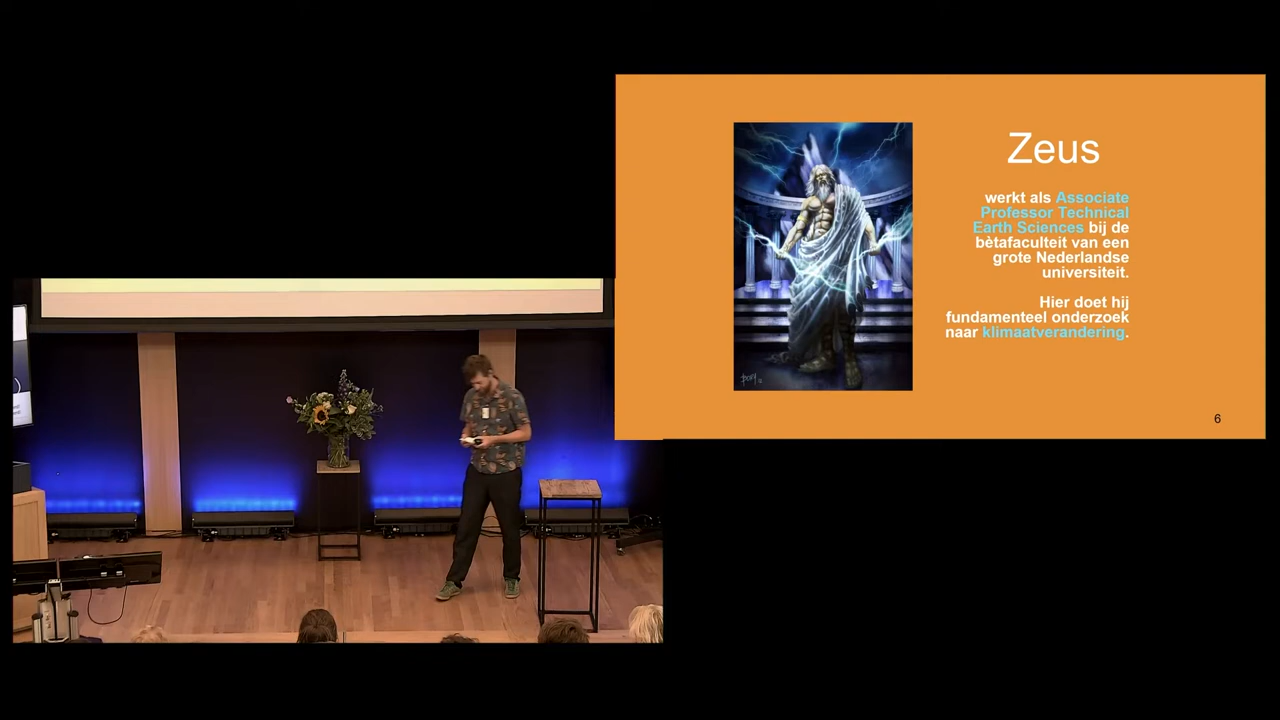 Zeus
werkt als Associate
Professor Technical
Earth Sciences bij de
bètafaculteit van een
grote Nederlandse
universiteit.
Hier doet hij
fundamenteel onderzoek
naar klimaatverandering.
6